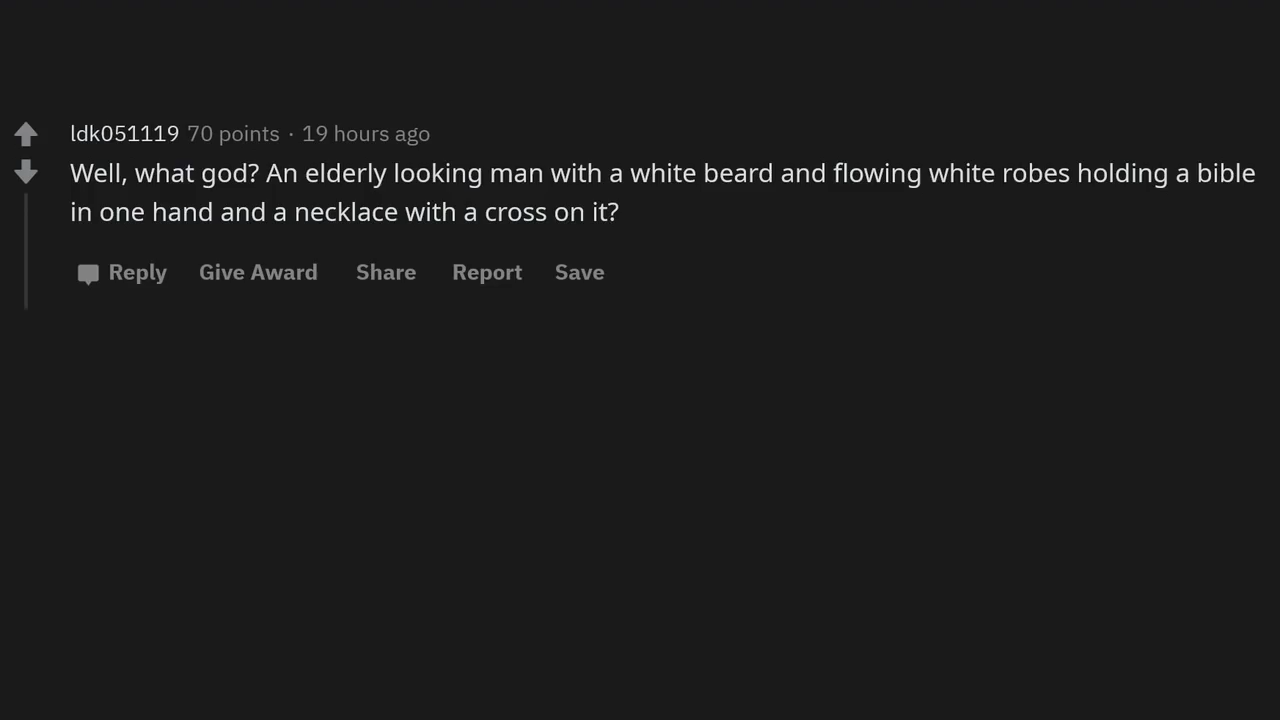 ldk051119 70 points · 19 hours ago
Well, what god? An elderly looking man with a white beard and flowing white robes holding a bible
in one hand and a necklace with a cross on it?
Reply Give Award Share Report Save